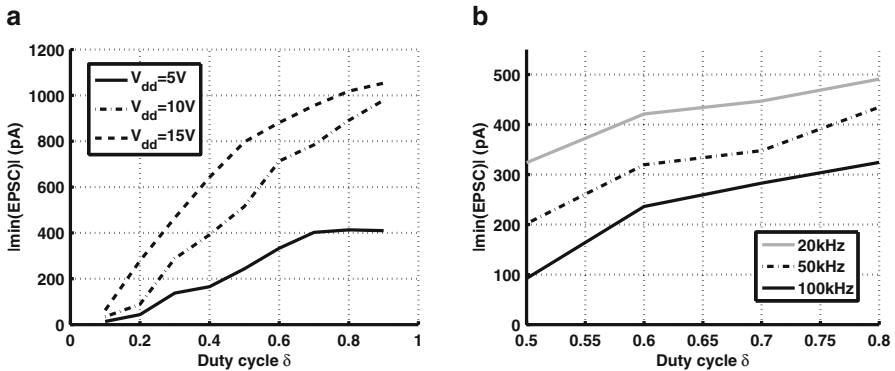 a
|min(EPSC)| (pA)
1200
1000
800
600
400
200
0
V_dd=5V
V_dd=10V
V_dd=15V
0 0.2 0.4 0.6 0.8 1
Duty cycle δ
b
|min(EPSC)| (pA)
500
400
300
200
100
0
20kHz
50kHz
100kHz
0.5 0.55 0.6 0.65 0.7 0.75 0.8
Duty cycle δ